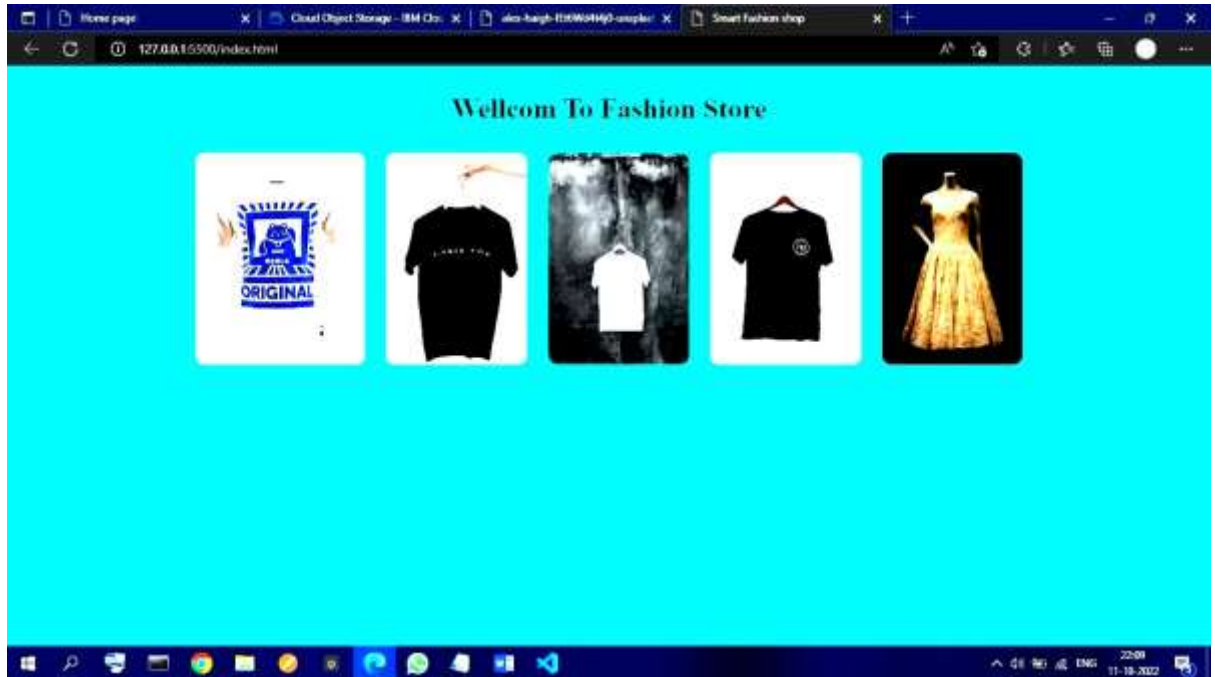 Home page
Cloud Object Storage - IBM Clo
Smart Fashion shop
127.0.0.1:5500/index.html
Wellcom To Fashion Store
ORIGINAL
ENG
22:09
11-10-2022